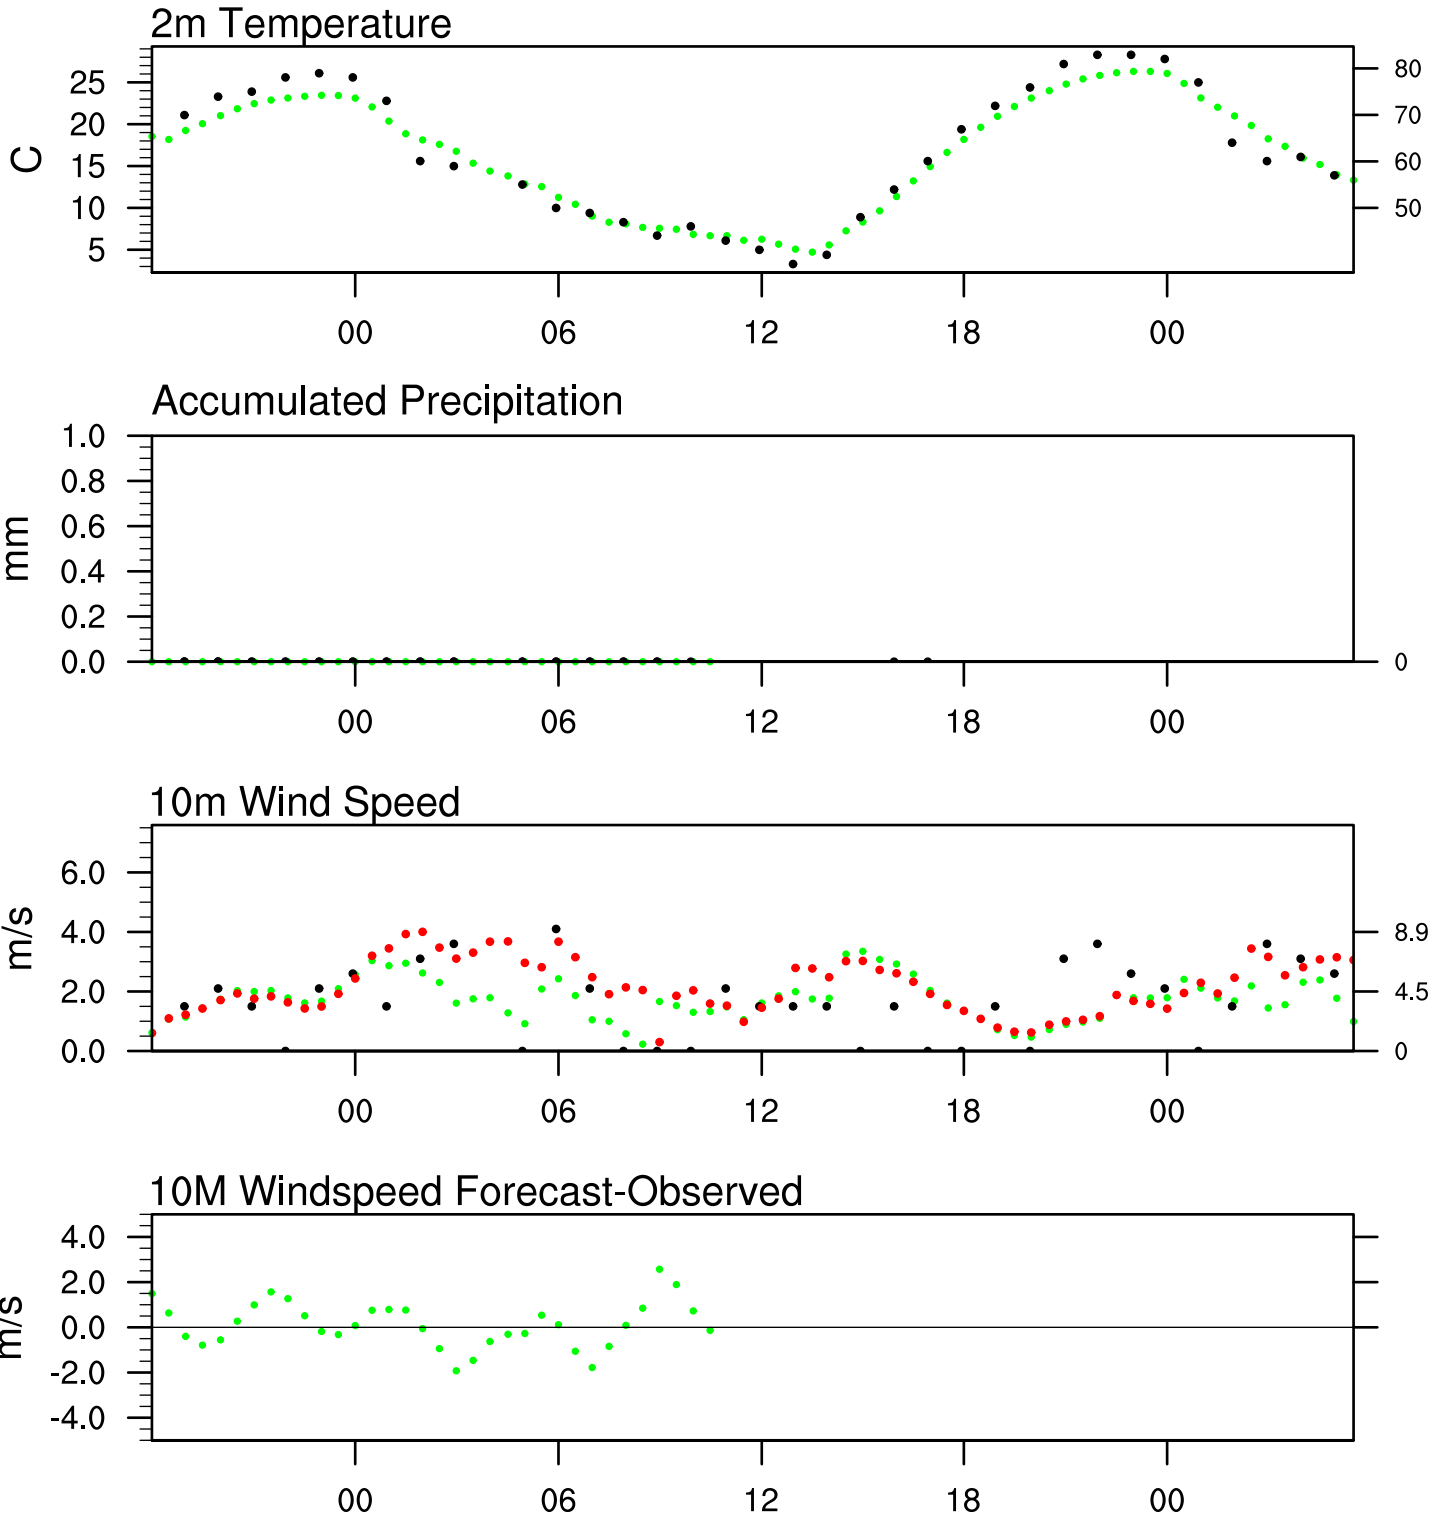 2m Temperature
25
20
15
10
5
C
80
70
60
50
00 06 12 18 00
Accumulated Precipitation
1.0
0.8
0.6
0.4
0.2
0.0
mm
0
00 06 12 18 00
10m Wind Speed
6.0
4.0
2.0
0.0
m/s
8.9
4.5
0
00 06 12 18 00
10M Windspeed Forecast-Observed
4.0
2.0
0.0
-2.0
-4.0
m/s
00 06 12 18 00